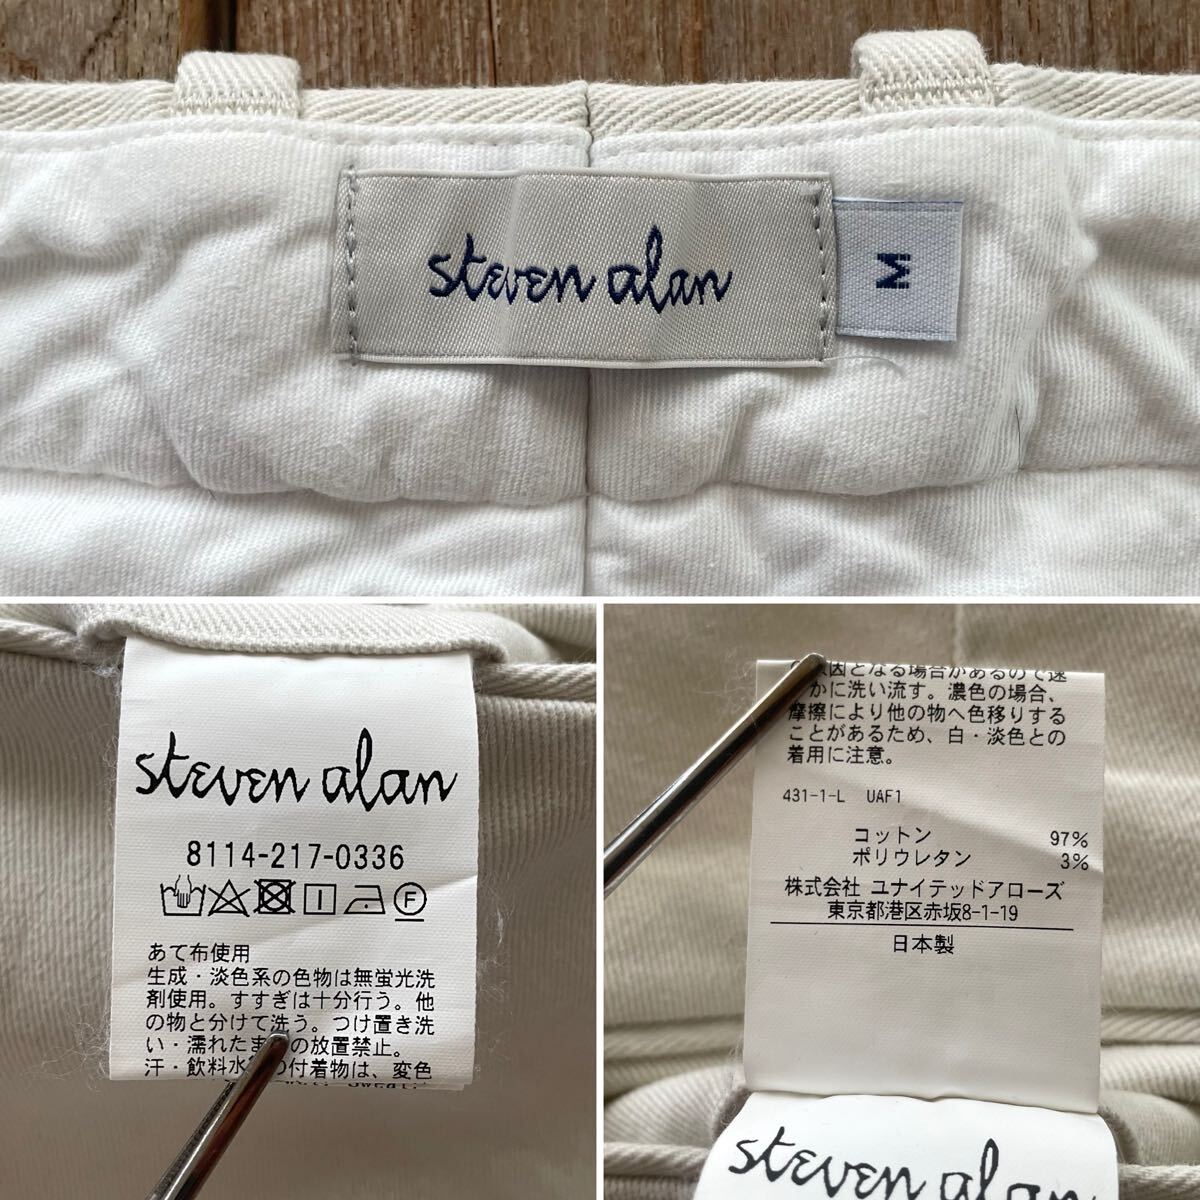 steven alan
M
steven alan
8114-217-0336
F
あて布使用
生成・淡色系の色物は無蛍光洗
剤使用。すすぎは十分行う。他
の物と分けて洗う。つけ置き洗
い・濡れたま の放置禁止。
汗・飲料水 の付着物は、変色
因となる場合があるので速
かに洗い流す。濃色の場合、
摩擦により他の物へ色移りする
ことがあるため、白・淡色との
着用に注意。
431-1-L UAF1
コットン 97%
ポリウレタン 3%
株式会社 ユナイテッドアローズ
東京都港区赤坂8-1-19
日本製
steven alan